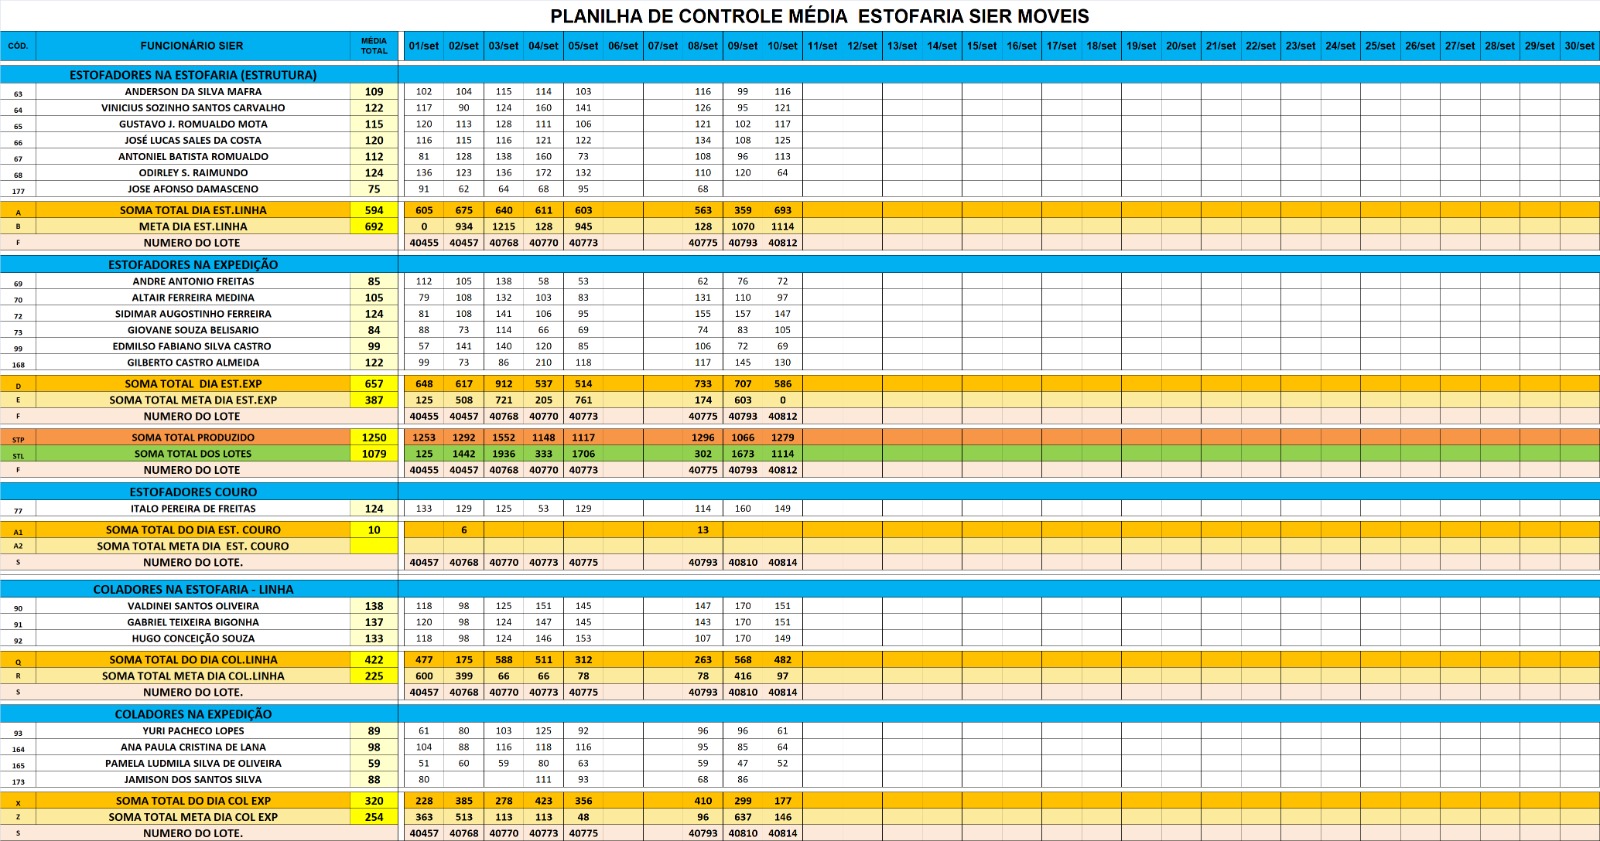 PLANILHA DE CONTROLE MÉDIA ESTOFARIA SIER MOVEIS
CÓD. FUNCIONÁRIO SIER MÉDIA TOTAL 01/set 02/set 03/set 04/set 05/set 06/set 07/set 08/set 09/set 10/set 11/set 12/set 13/set 14/set 15/set 16/set 17/set 18/set 19/set 20/set 21/set 22/set 23/set 24/set 25/set 26/set 27/set 28/set 29/set 30/set
ESTOFADORES NA ESTOFARIA (ESTRUTURA)
63 ANDERSON DA SILVA MAFRA 109 102 104 115 114 103 116 99 116
64 VINICIUS SOZINHO SANTOS CARVALHO 122 117 90 124 160 141 126 95 121
65 GUSTAVO J. ROMUALDO MOTA 115 120 113 128 111 106 121 102 117
66 JOSÉ LUCAS SALES DA COSTA 120 116 115 116 121 122 134 108 125
67 ANTONIEL BATISTA ROMUALDO 112 81 128 138 160 73 108 96 113
68 ODIRLEY S. RAIMUNDO 124 136 123 136 172 132 110 120 64
177 JOSE AFONSO DAMASCENO 75 91 62 64 68 95 68
A SOMA TOTAL DIA EST.LINHA 594 605 675 640 611 603 563 359 693
B META DIA EST.LINHA 692 0 934 1215 128 945 128 1070 1114
F NUMERO DO LOTE 40455 40457 40768 40770 40773 40775 40793 40812
ESTOFADORES NA EXPEDIÇÃO
69 ANDRE ANTONIO FREITAS 85 112 105 138 58 53 62 76 72
70 ALTAIR FERREIRA MEDINA 105 79 108 132 103 83 131 110 97
72 SIDIMAR AUGOSTINHO FERREIRA 124 81 108 141 106 95 155 157 147
73 GIOVANE SOUZA BELISARIO 84 88 73 114 66 69 74 83 105
99 EDMILSO FABIANO SILVA CASTRO 99 57 141 140 120 85 106 72 69
168 GILBERTO CASTRO ALMEIDA 122 99 73 86 210 118 117 145 130
D SOMA TOTAL DIA EST.EXP 657 648 617 912 537 514 733 707 586
E SOMA TOTAL META DIA EST.EXP 387 125 508 721 205 761 174 603 0
F NUMERO DO LOTE 40455 40457 40768 40770 40773 40775 40793 40812
STP SOMA TOTAL PRODUZIDO 1250 1253 1292 1552 1148 1117 1296 1066 1279
STL SOMA TOTAL DOS LOTES 1079 125 1442 1936 333 1706 302 1673 1114
F NUMERO DO LOTE 40455 40457 40768 40770 40773 40775 40793 40812
ESTOFADORES COURO
77 ITALO PEREIRA DE FREITAS 124 133 129 125 53 129 114 160 149
A1 SOMA TOTAL DO DIA EST. COURO 10 6 13
A2 SOMA TOTAL META DIA EST. COURO
S NUMERO DO LOTE. 40457 40768 40770 40773 40775 40793 40810 40814
COLADORES NA ESTOFARIA - LINHA
90 VALDINEI SANTOS OLIVEIRA 138 118 98 125 151 145 147 170 151
91 GABRIEL TEIXEIRA BIGONHA 137 120 98 124 147 145 143 170 151
92 HUGO CONCEIÇÃO SOUZA 133 118 98 124 146 153 107 170 149
Q SOMA TOTAL DO DIA COL.LINHA 422 477 175 588 511 312 263 568 482
R SOMA TOTAL META DIA COL.LINHA 225 600 399 66 66 78 78 416 97
S NUMERO DO LOTE. 40457 40768 40770 40773 40775 40793 40810 40814
COLADORES NA EXPEDIÇÃO
93 YURI PACHECO LOPES 89 61 80 103 125 92 96 96 61
164 ANA PAULA CRISTINA DE LANA 98 104 88 116 118 116 95 85 64
165 PAMELA LUDMILA SILVA DE OLIVEIRA 59 51 60 59 80 63 59 47 52
173 JAMISON DOS SANTOS SILVA 88 80 111 93 68 86
X SOMA TOTAL DO DIA COL EXP 320 228 385 278 423 356 410 299 177
Z SOMA TOTAL META DIA COL EXP 254 363 513 113 113 48 96 637 146
S NUMERO DO LOTE. 40457 40768 40770 40773 40775 40793 40810 40814